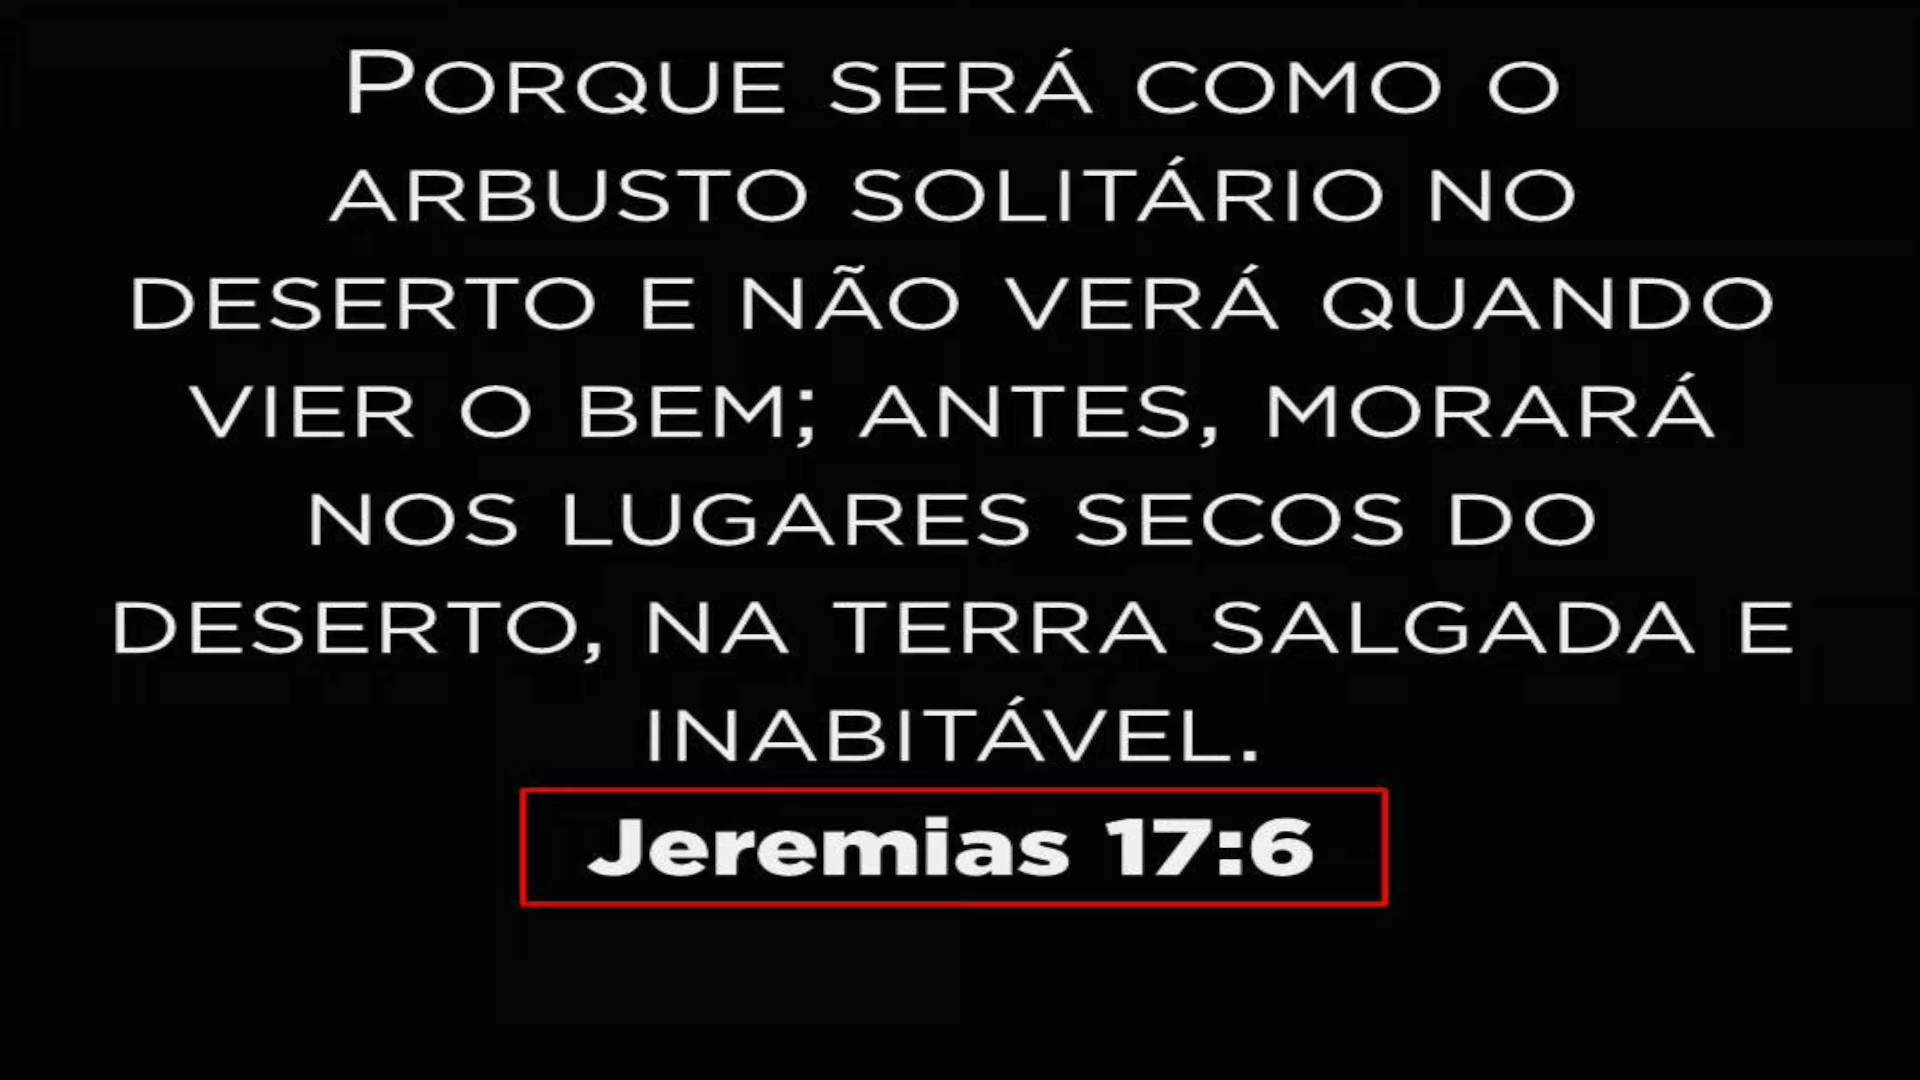 Porque será como o
arbusto solitário no
deserto e não verá quando
vier o bem; antes, morará
nos lugares secos do
deserto, na terra salgada e
inabitável.
Jeremias 17:6